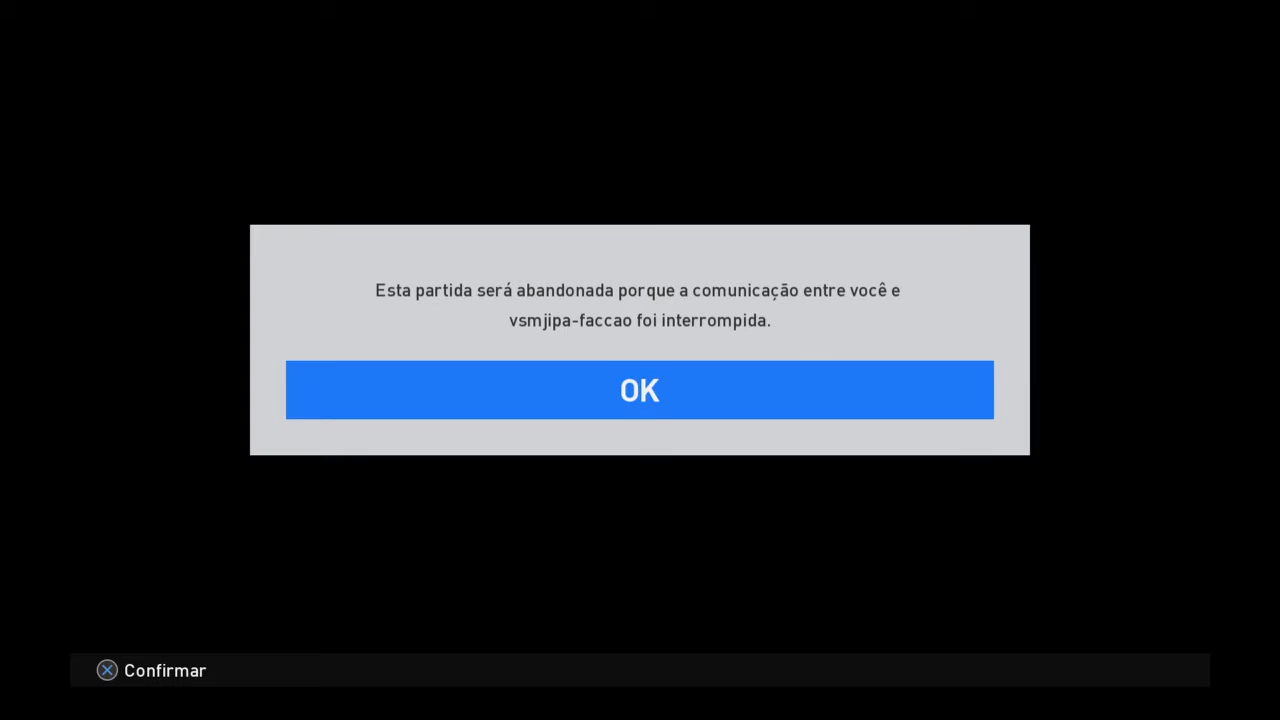 Esta partida será abandonada porque a comunicação entre você e
vsmjipa-faccao foi interrompida.
OK
Confirmar